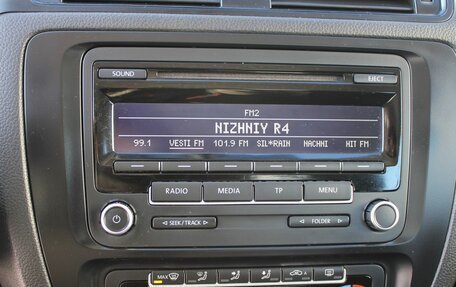 SOUND EJECT
FM2
NIZHNIY R4
99.1 VESTI FM 101.9 FM SIL*RAIN NACHNI HIT FM
RADIO MEDIA TP MENU
SEEK / TRACK FOLDER
MAX A